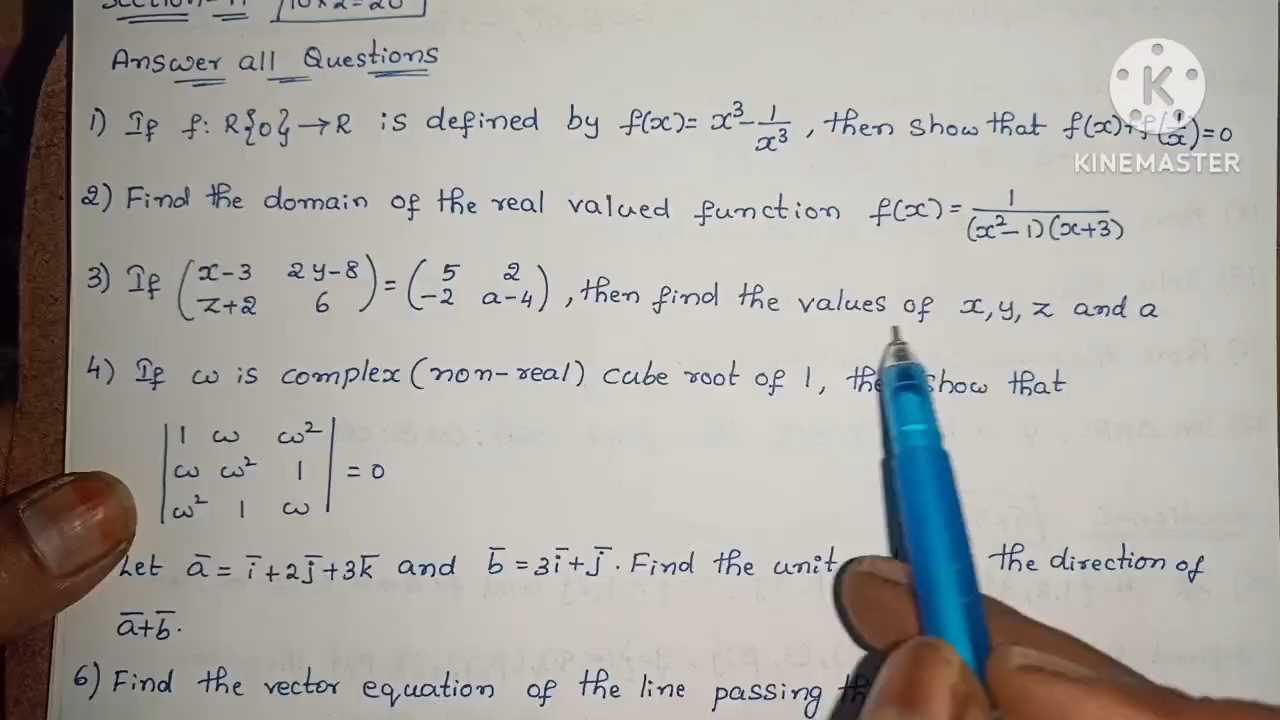 Answer all Questions
1) If f: R{0}→R is defined by f(x)= x³-1/x³, then show that f(x)+f(1/x)=0
KINEMASTER
2) Find the domain of the real valued function f(x)= 1/(x²-1)(x+3)
3) If (x-3 2y-8) = (5 2), then find the values of x, y, z and a
(z+2 6) (-2 a-4)
4) If ω is complex (non-real) cube root of 1, show that
|1 ω ω²|
|ω ω² 1| = 0
|ω² 1 ω|
Let a̅ = i̅+2j̅+3k̅ and b̅ = 3i̅+j̅. Find the unit the direction of
a̅+b̅.
6) Find the vector equation of the line passing